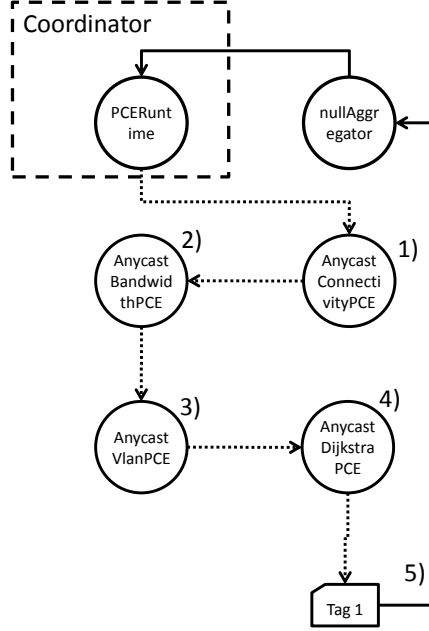 Coordinator
PCERunt
ime
nullAggr
egator
2)
1)
Anycast
Bandwid
thPCE
Anycast
Connecti
vityPCE
3)
4)
Anycast
VlanPCE
Anycast
Dijkstra
PCE
5)
Tag 1